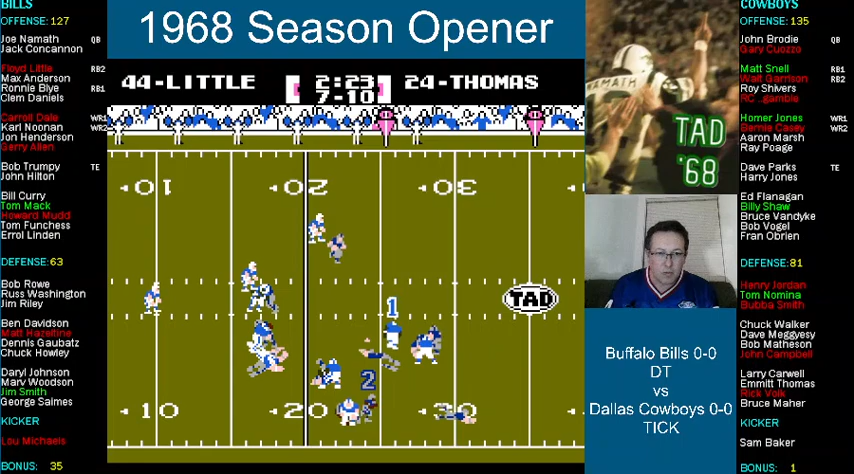 BILLS
OFFENSE: 127
Joe Namath QB
Jack Concannon
Floyd Little RB2
Max Anderson
Ronnie Blye RB1
Clem Daniels
Carroll Dale WR1
Karl Noonan WR2
Jon Henderson
Gerry Allen
Bob Trumpy TE
John Hilton
Bill Curry
Tom Mack
Howard Mudd
Tom Funchess
Errol Linden
DEFENSE: 63
Bob Rowe
Russ Washington
Jim Riley
Ben Davidson
Matt Hazeltine
Dennis Gaubatz
Chuck Howley
Daryl Johnson
Marv Woodson
Jim Smith
George Saimes
KICKER
Lou Michaels
BONUS: 35
1968 Season Opener
44-LITTLE 2:23 24-THOMAS
7-10
10 20 30
TAD
1
2
10 20 30
NAMATH
TAD
'68
Buffalo Bills 0-0
DT
vs
Dallas Cowboys 0-0
TICK
COWBOYS
OFFENSE: 135
John Brodie QB
Gary Cuozzo
Matt Snell RB1
Walt Garrison RB2
Roy Shivers
RC _gamble
Homer Jones WR1
Bernie Casey WR2
Aaron Marsh
Ray Poage
Dave Parks TE
Harry Jones
Ed Flanagan
Billy Shaw
Bruce Vandyke
Bob Vogel
Fran Obrien
DEFENSE: 81
Henry Jordan
Tom Nomina
Bubba Smith
Chuck Walker
Dave Meggyesy
Bob Matheson
John Campbell
Larry Carwell
Emmitt Thomas
Rick Volk
Bruce Maher
KICKER
Sam Baker
BONUS: 1